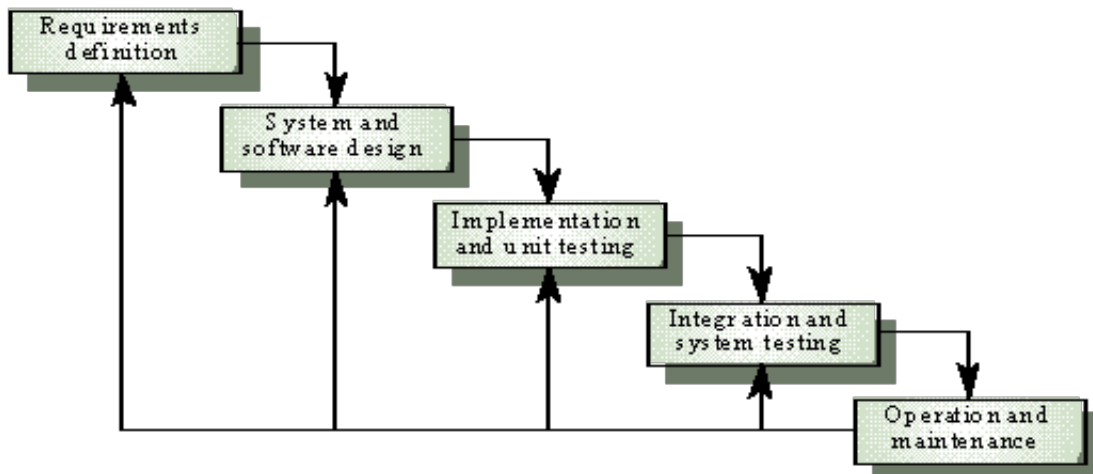 Requirements
definition
System and
software design
Implementation
and unit testing
Integration and
system testing
Operation and
maintenance